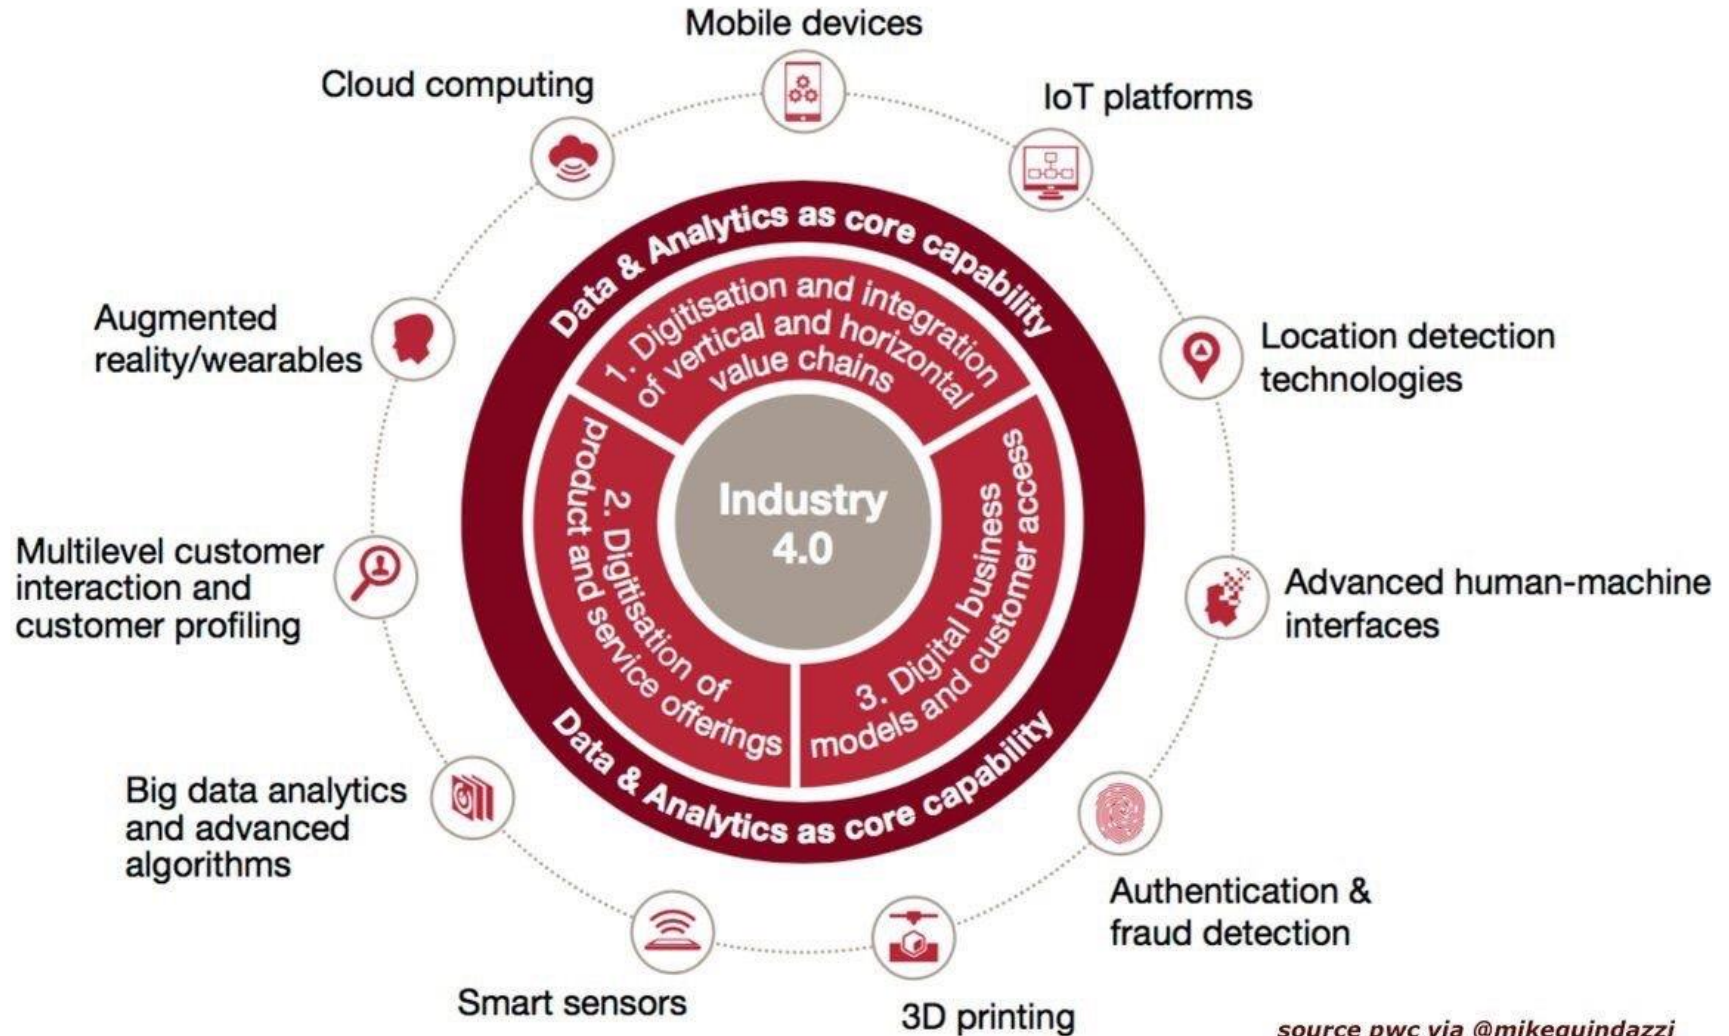 Mobile devices
Cloud computing
IoT platforms
Data & Analytics as core capability
1. Digitisation and integration
of vertical and horizontal
value chains
Augmented
reality/wearables
Location detection
technologies
Industry
4.0
2. Digitisation of
product and service offerings
3. Digital business
models and customer access
Multilevel customer
interaction and
customer profiling
Advanced human-machine
interfaces
Data & Analytics as core capability
Big data analytics
and advanced
algorithms
Authentication &
fraud detection
Smart sensors
3D printing
source pwc via @mikequindazzi